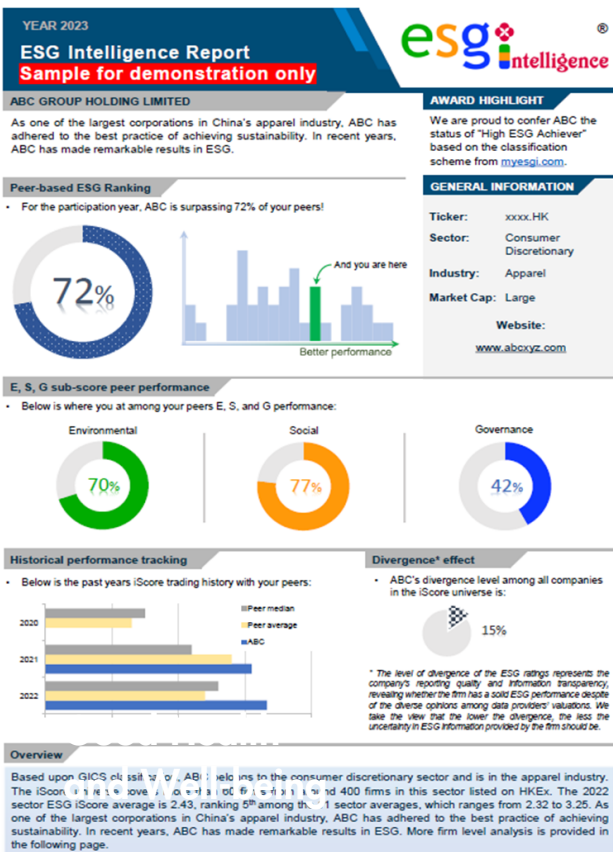 YEAR 2023
ESG Intelligence Report
Sample for demonstration only
esg intelligence ®
ABC GROUP HOLDING LIMITED
As one of the largest corporations in China's apparel industry, ABC has
adhered to the best practice of achieving sustainability. In recent years,
ABC has made remarkable results in ESG.
AWARD HIGHLIGHT
We are proud to confer ABC the
status of "High ESG Achiever"
based on the classification
scheme from myesgi.com.
Peer-based ESG Ranking
• For the participation year, ABC is surpassing 72% of your peers!
72%
And you are here
Better performance
GENERAL INFORMATION
Ticker: xxxx.HK
Sector: Consumer
Discretionary
Industry: Apparel
Market Cap: Large
Website:
www.abcxyz.com
E, S, G sub-score peer performance
• Below is where you at among your peers E, S, and G performance:
Environmental
70%
Social
77%
Governance
42%
Historical performance tracking
• Below is the past years iScore trading history with your peers:
2020
2021
2022
Peer median
Peer average
ABC
Divergence* effect
• ABC's divergence level among all companies
in the iScore universe is:
15%
* The level of divergence of the ESG ratings represents the
company's reporting quality and information transparency,
revealing whether the firm has a solid ESG performance despite
of the diverse opinions among data providers' valuations. We
take the view that the lower the divergence, the less the
uncertainty in ESG information provided by the firm should be.
Good Health
and Well-being
Overview
Based upon GICS ABC belongs to the consumer discretionary sector and is in the apparel industry.
The and 400 firms in this sector listed on HKEx. The 2022
sector ESG iScore average is 2.43, ranking 5th among sector averages, which ranges from 2.32 to 3.25. As
one of the largest corporations in China's apparel industry, ABC has adhered to the best practice of achieving
sustainability. In recent years, ABC has made remarkable results in ESG. More firm level analysis is provided in
the following page.